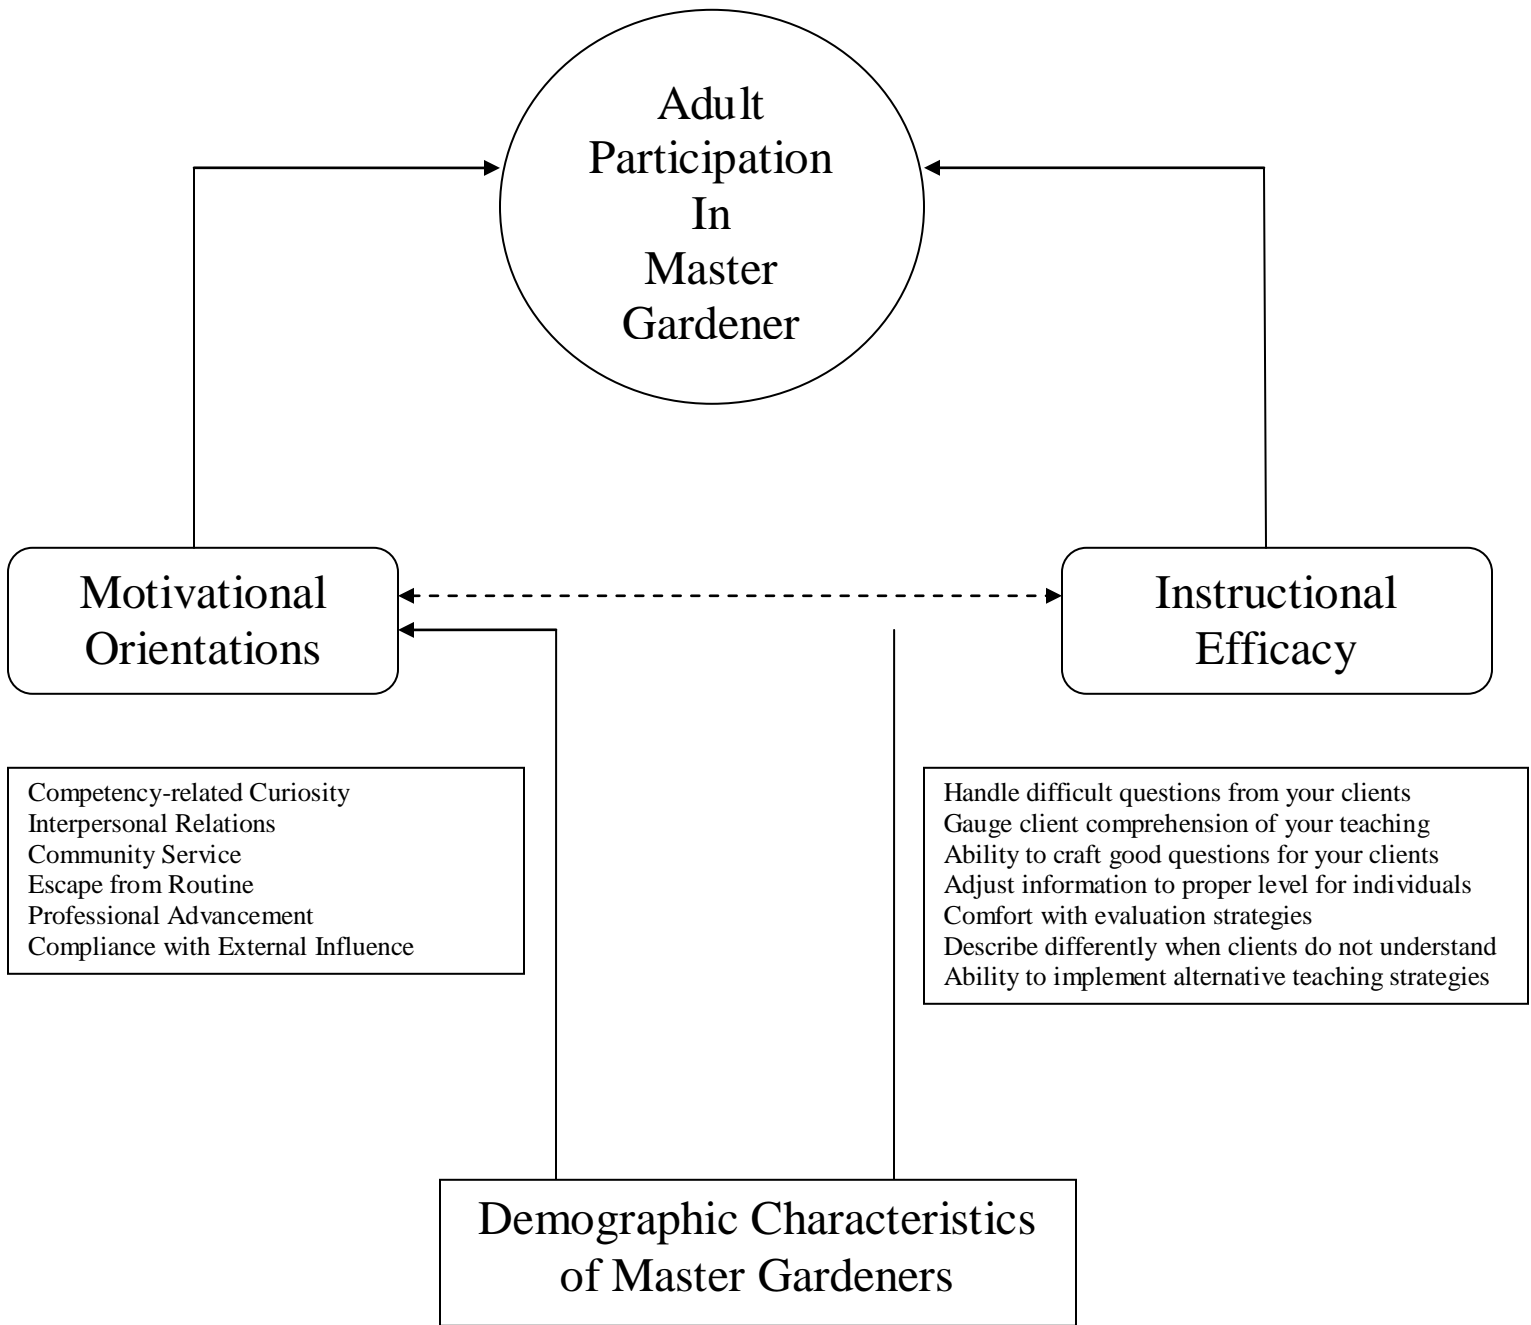 Adult
Participation
In
Master
Gardener
Motivational
Orientations
Instructional
Efficacy
Competency-related Curiosity
Interpersonal Relations
Community Service
Escape from Routine
Professional Advancement
Compliance with External Influence
Handle difficult questions from your clients
Gauge client comprehension of your teaching
Ability to craft good questions for your clients
Adjust information to proper level for individuals
Comfort with evaluation strategies
Describe differently when clients do not understand
Ability to implement alternative teaching strategies
Demographic Characteristics
of Master Gardeners